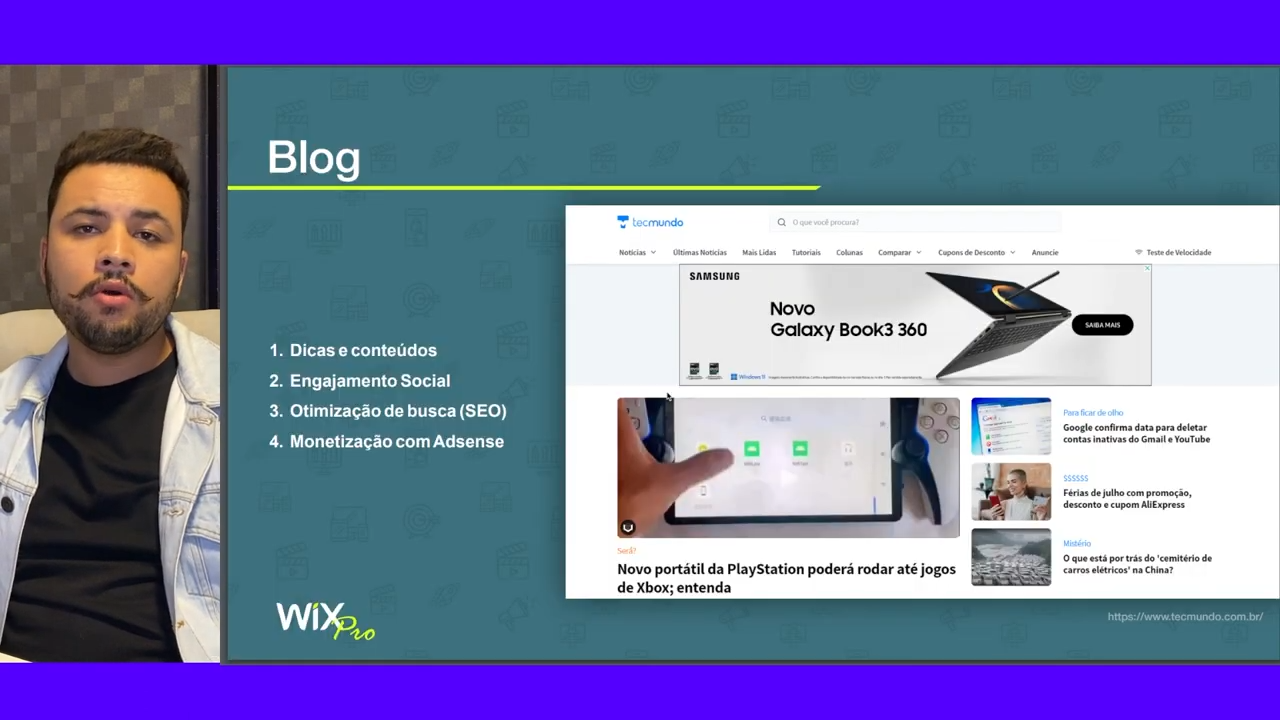 Blog
1. Dicas e conteúdos
2. Engajamento Social
3. Otimização de busca (SEO)
4. Monetização com Adsense
WiX Pro
tecmundo
O que você procura?
Notícias
Últimas Notícias
Mais Lidas
Tutoriais
Colunas
Comparar
Cupons de Desconto
Anuncie
Teste de Velocidade
SAMSUNG
Novo
Galaxy Book3 360
SAIBA MAIS
Windows 11
Será?
Novo portátil da PlayStation poderá rodar até jogos
de Xbox; entenda
Para ficar de olho
Google confirma data para deletar
contas inativas do Gmail e YouTube
SSSSSS
Férias de julho com promoção,
desconto e cupom AliExpress
Mistério
O que está por trás do 'cemitério de
carros elétricos' na China?
https://www.tecmundo.com.br/